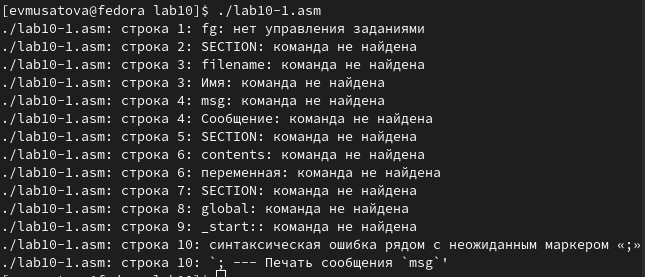 [evmusatova@fedora lab10]$ ./lab10-1.asm
./lab10-1.asm: строка 1: fg: нет управления заданиями
./lab10-1.asm: строка 2: SECTION: команда не найдена
./lab10-1.asm: строка 3: filename: команда не найдена
./lab10-1.asm: строка 3: Имя: команда не найдена
./lab10-1.asm: строка 4: msg: команда не найдена
./lab10-1.asm: строка 4: Сообщение: команда не найдена
./lab10-1.asm: строка 5: SECTION: команда не найдена
./lab10-1.asm: строка 6: contents: команда не найдена
./lab10-1.asm: строка 6: переменная: команда не найдена
./lab10-1.asm: строка 7: SECTION: команда не найдена
./lab10-1.asm: строка 8: global: команда не найдена
./lab10-1.asm: строка 9: _start:: команда не найдена
./lab10-1.asm: строка 10: синтаксическая ошибка рядом с неожиданным маркером «;»
./lab10-1.asm: строка 10: `; --- Печать сообщения `msg`'